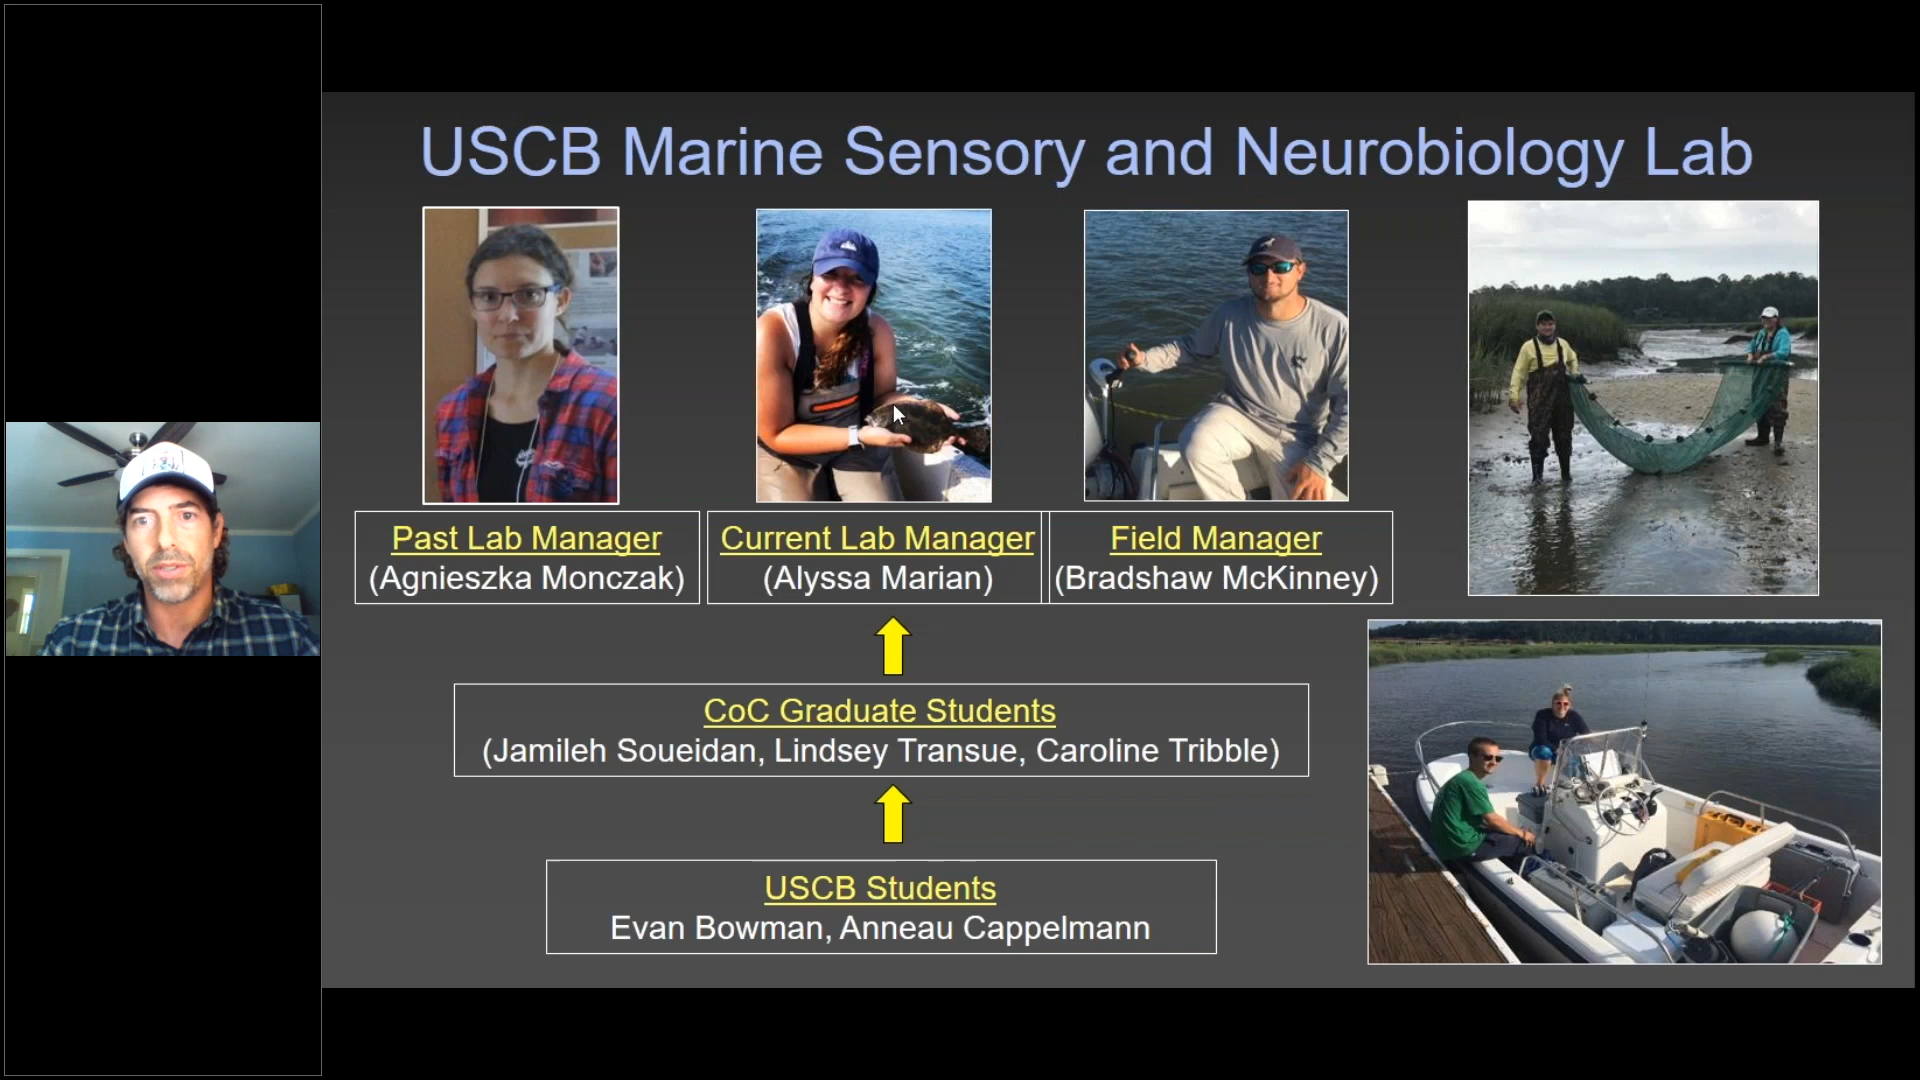 USCB Marine Sensory and Neurobiology Lab
Past Lab Manager
(Agnieszka Monczak)
Current Lab Manager
(Alyssa Marian)
Field Manager
(Bradshaw McKinney)
CoC Graduate Students
(Jamileh Soueidan, Lindsey Transue, Caroline Tribble)
USCB Students
Evan Bowman, Anneau Cappelmann